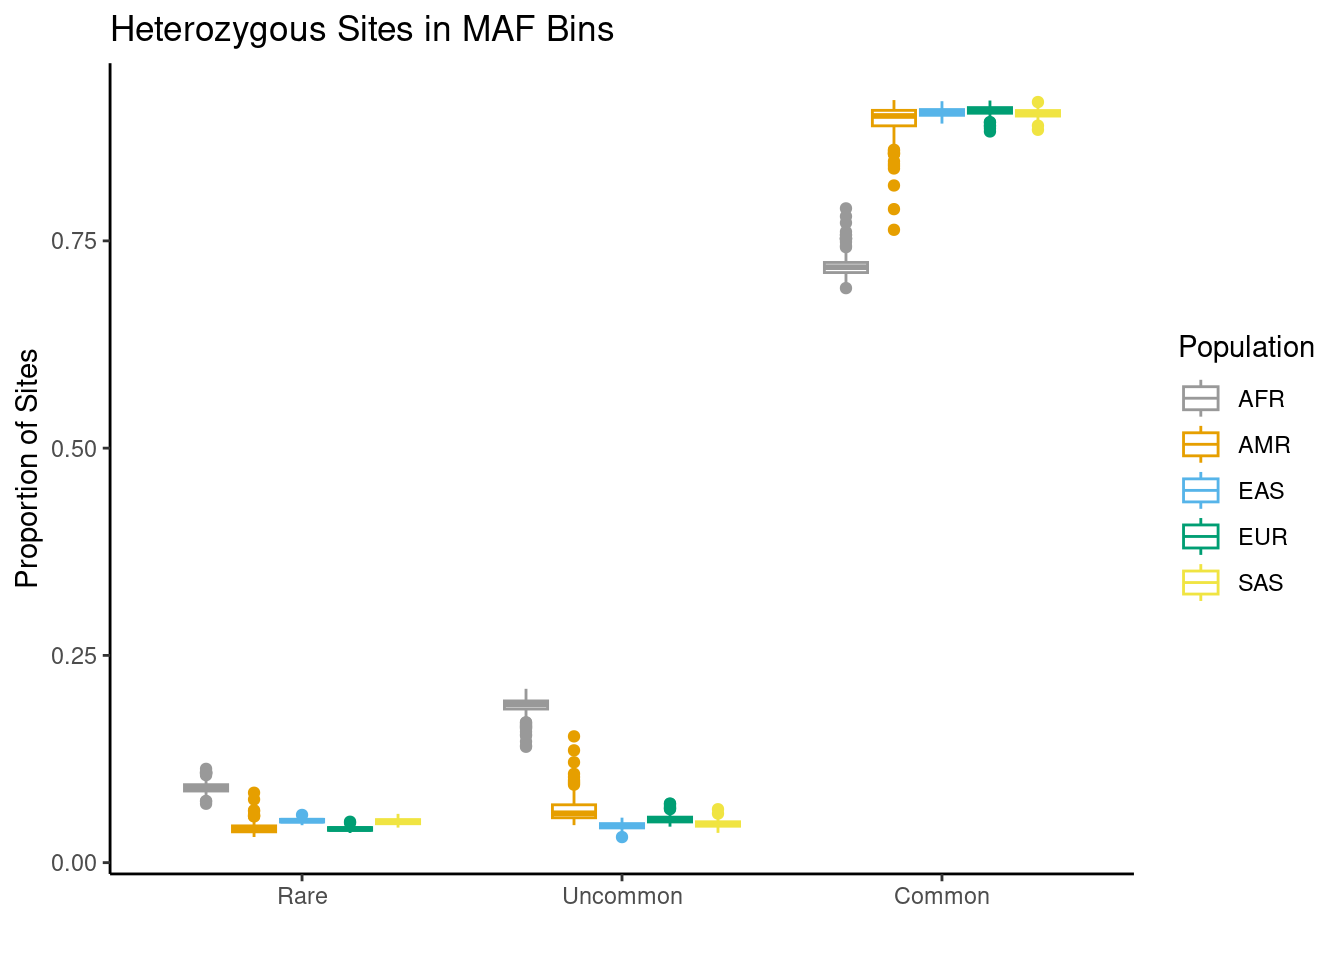 Heterozygous Sites in MAF Bins
Proportion of Sites
0.75
0.50
0.25
0.00
Rare
Uncommon
Common
Population
AFR
AMR
EAS
EUR
SAS